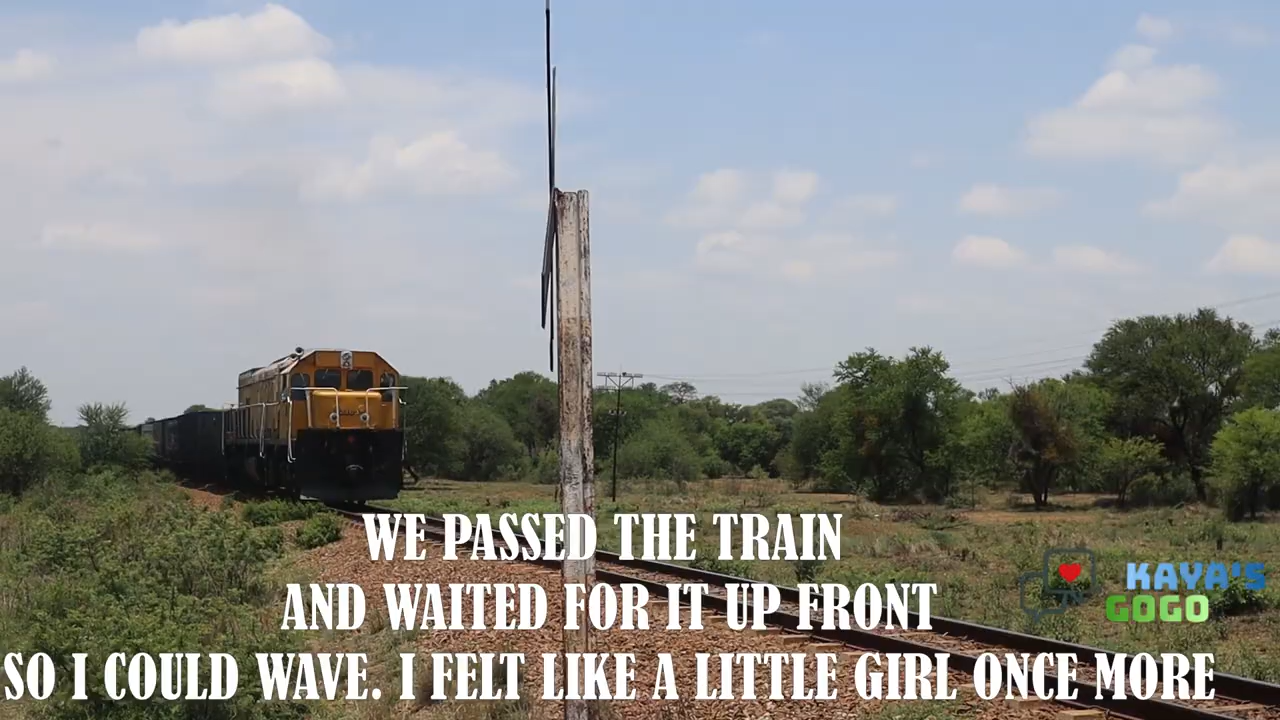 WE PASSED THE TRAIN
AND WAITED FOR IT UP FRONT
SO I COULD WAVE. I FELT LIKE A LITTLE GIRL ONCE MORE
KAYA'S
GOGO